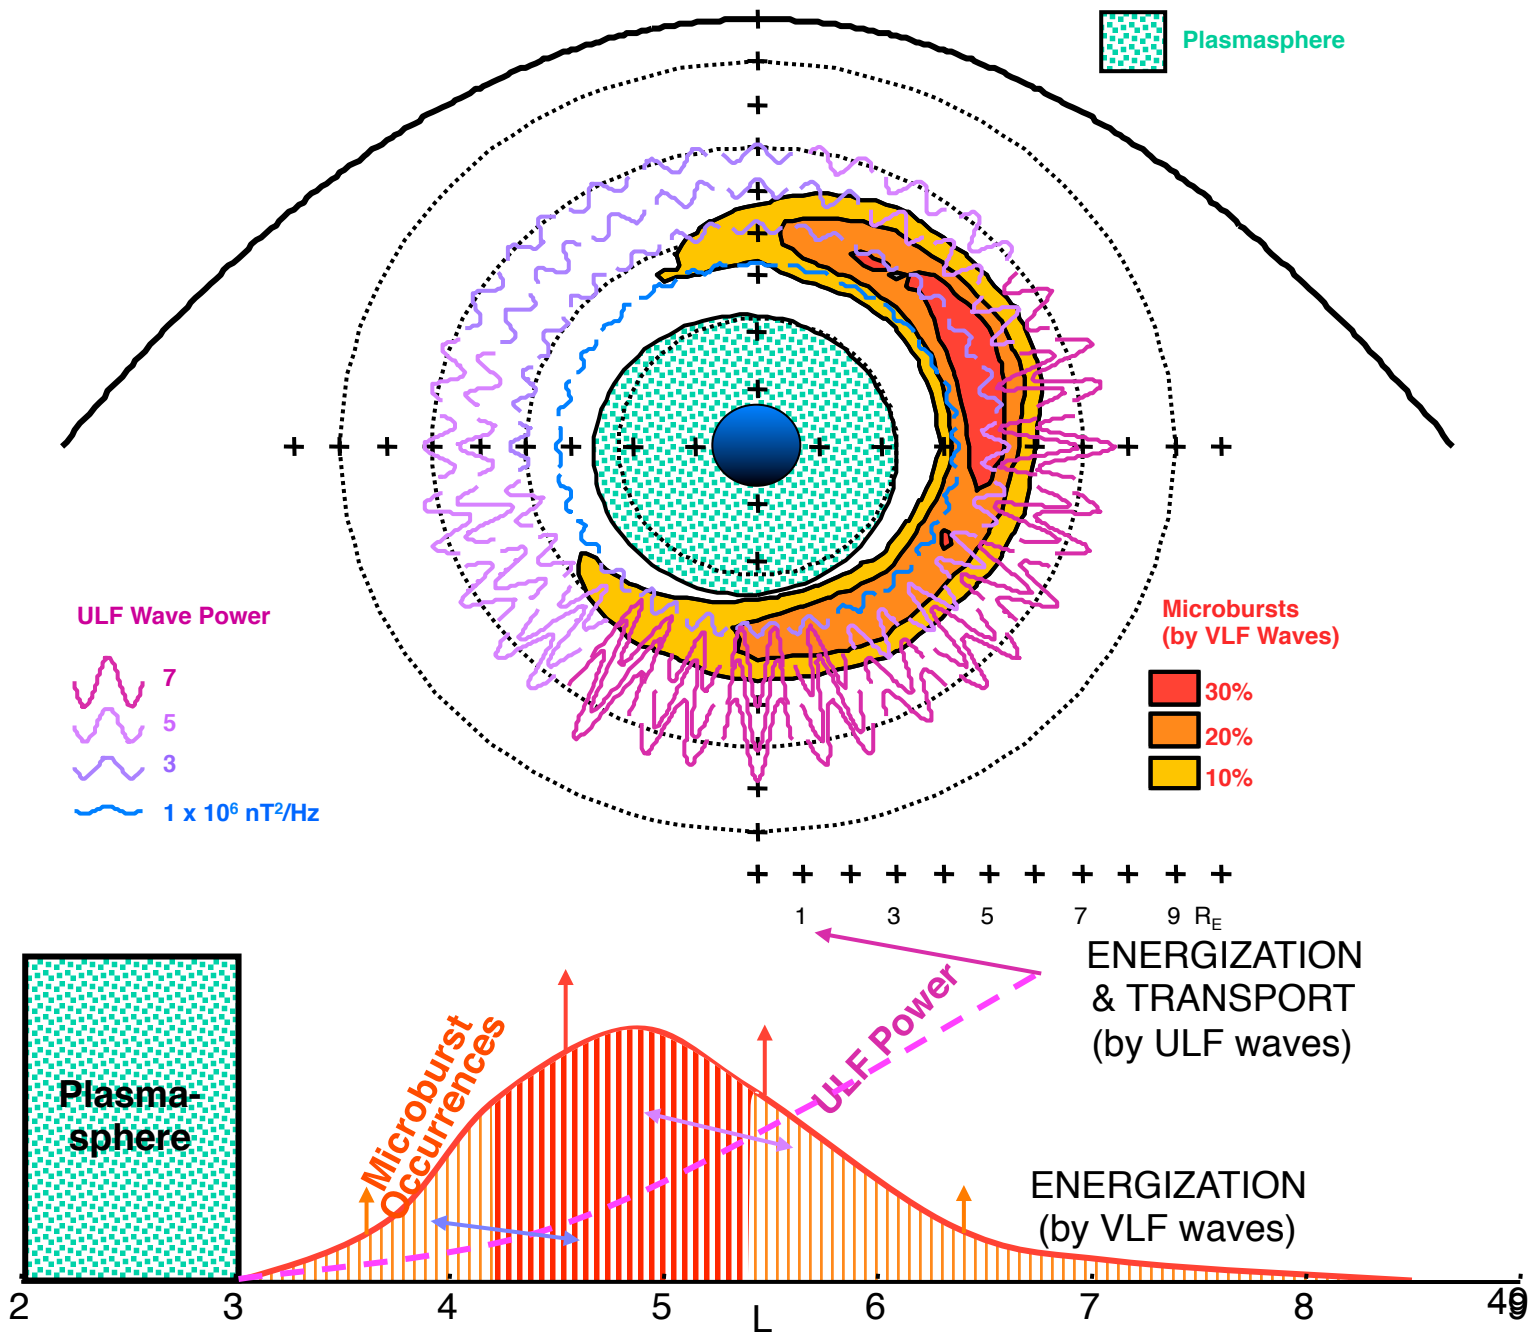 Plasmasphere
ULF Wave Power
7
5
3
1 x 10⁶ nT²/Hz
Microbursts
(by VLF Waves)
30%
20%
10%
1 3 5 7 9 R_E
ENERGIZATION
& TRANSPORT
(by ULF waves)
ULF Power
Microburst
Occurrences
Plasma-
sphere
ENERGIZATION
(by VLF waves)
2 3 4 5 6 7 8
L